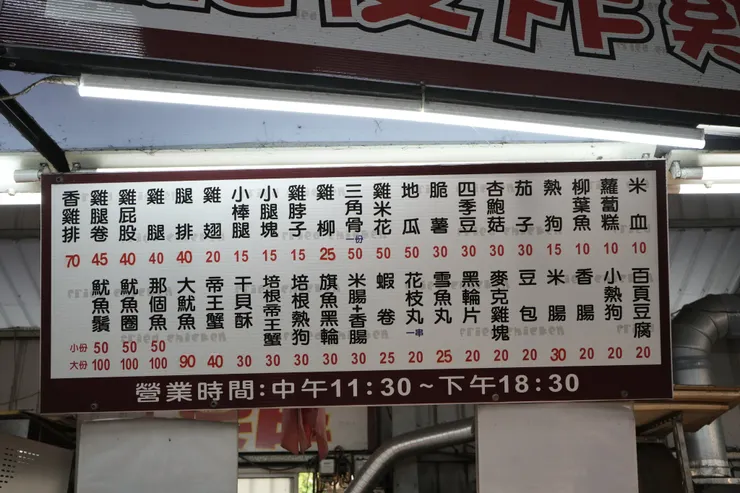 香雞排 雞腿卷 雞屁股 雞腿 腿排 雞翅 小棒腿 小腿塊 雞脖子 雞柳 三角骨一份 雞米花 地瓜 脆薯 四季豆 杏鮑菇 茄子 熱狗 柳葉魚 蘿蔔糕 米血
70 45 40 40 40 20 15 15 30 25 50 50 50 30 30 30 30 15 10 10 10
魷魚鬚 魷魚圈 那個魚 大魷魚 帝王蟹 干貝酥 培根帝王蟹 培根熱狗 旗魚黑輪 米腸+香腸 蝦卷 花枝丸一串 雪魚丸 黑輪片 麥克雞塊 豆包 米腸 香腸 小熱狗 百頁豆腐
小份 50 50 50
大份 100 100 100 90 40 30 30 30 30 35 25 20 25 20 20 20 30 20 20 20
營業時間:中午11:30~下午18:30